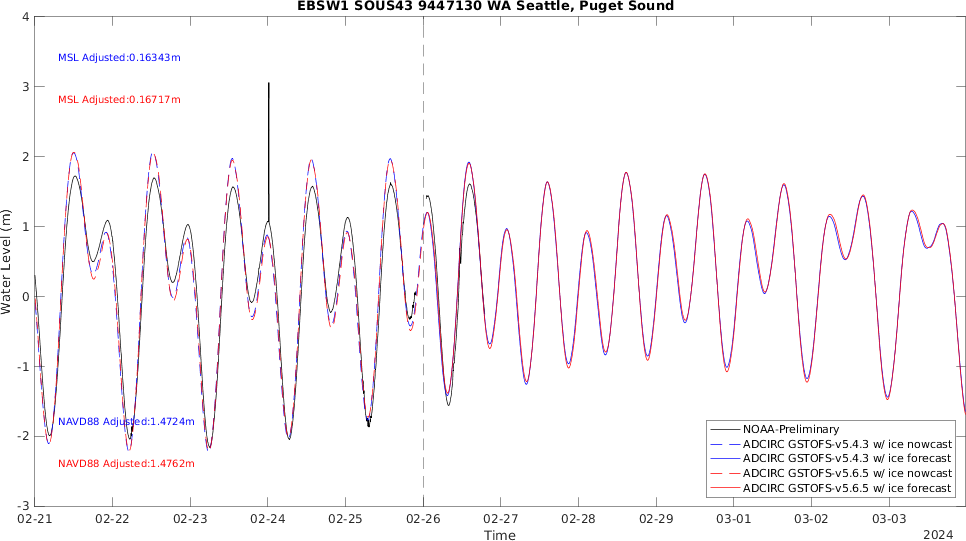 EBSW1 SOUS43 9447130 WA Seattle, Puget Sound
4
3
2
1
0
-1
-2
-3
Water Level (m)
MSL Adjusted:0.16343m
MSL Adjusted:0.16717m
NAVD88 Adjusted:1.4724m
NAVD88 Adjusted:1.4762m
NOAA-Preliminary
ADCIRC GSTOFS-v5.4.3 w/ ice nowcast
ADCIRC GSTOFS-v5.4.3 w/ ice forecast
ADCIRC GSTOFS-v5.6.5 w/ ice nowcast
ADCIRC GSTOFS-v5.6.5 w/ ice forecast
02-21 02-22 02-23 02-24 02-25 02-26 02-27 02-28 02-29 03-01 03-02 03-03
Time
2024